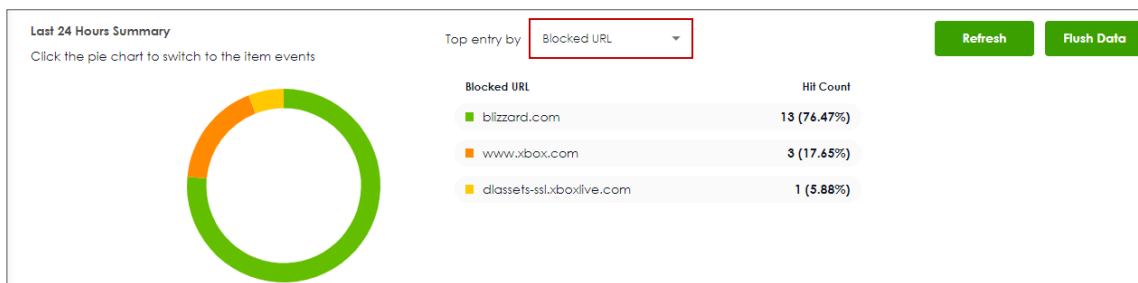 Last 24 Hours Summary
Click the pie chart to switch to the item events
Top entry by Blocked URL
Refresh
Flush Data
Blocked URL Hit Count
blizzard.com 13 (76.47%)
www.xbox.com 3 (17.65%)
dlassets-ssl.xboxlive.com 1 (5.88%)